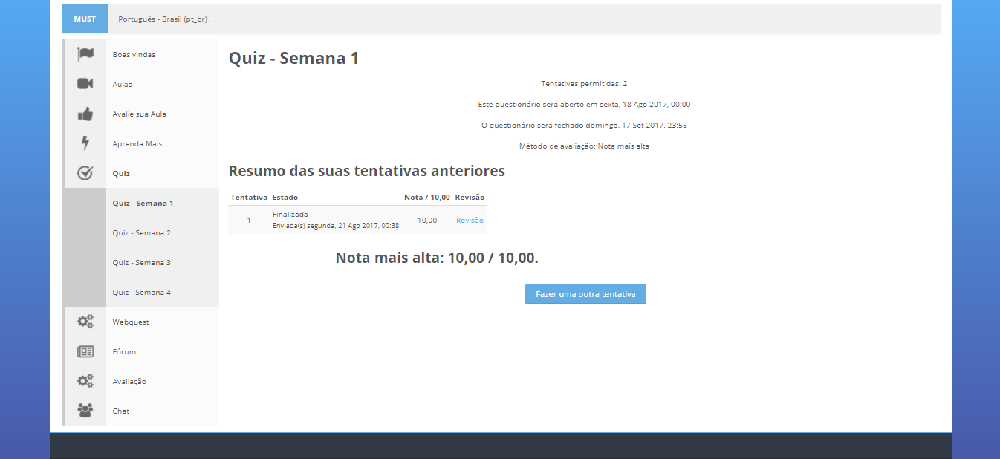 MUST
Português - Brasil (pt_br)
Boas vindas
Aulas
Avalie sua Aula
Aprenda Mais
Quiz
Quiz - Semana 1
Quiz - Semana 2
Quiz - Semana 3
Quiz - Semana 4
Webquest
Fórum
Avaliação
Chat
Quiz - Semana 1
Tentativas permitidas: 2
Este questionário será aberto em sexta, 18 Ago 2017, 00:00
O questionário será fechado domingo, 17 Set 2017, 23:55
Método de avaliação: Nota mais alta
Resumo das suas tentativas anteriores
Tentativa Estado Nota / 10,00 Revisão
1 Finalizada 10,00 Revisão
Enviada(s) segunda, 21 Ago 2017, 00:38
Nota mais alta: 10,00 / 10,00.
Fazer uma outra tentativa